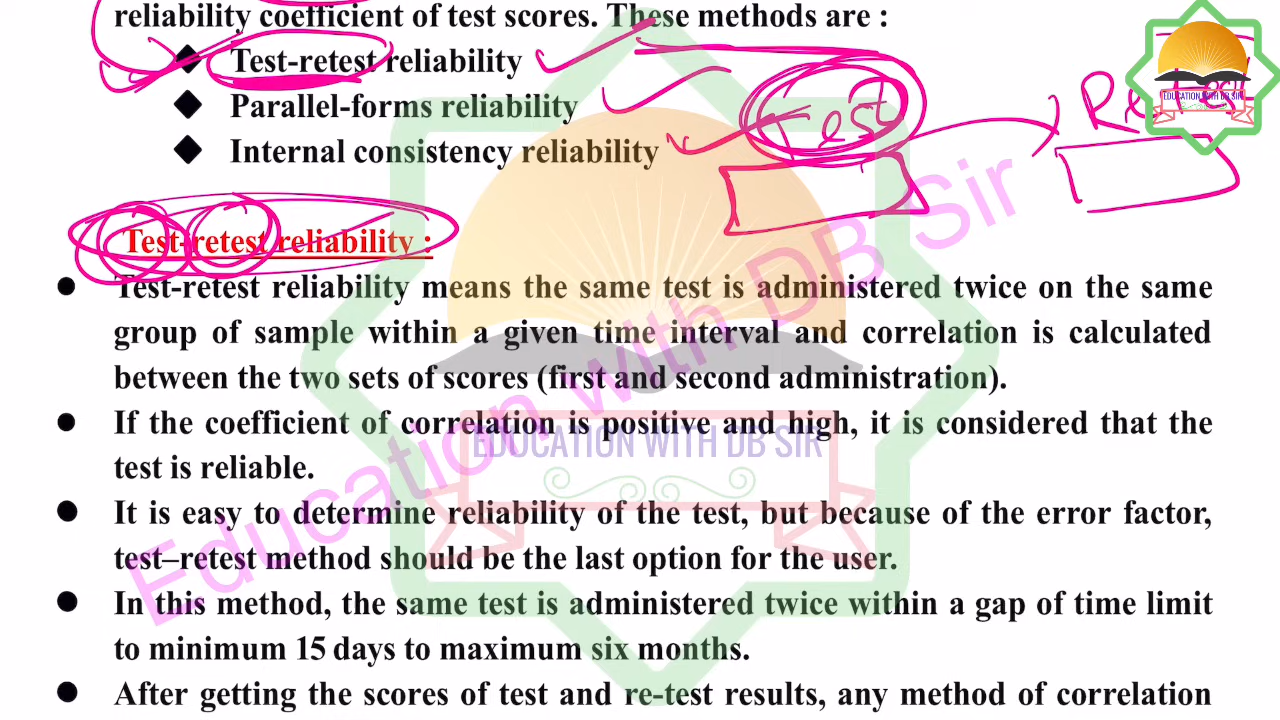 reliability coefficient of test scores. These methods are :
Test-retest reliability
Parallel-forms reliability
Internal consistency reliability
Test
Re-test
EDUCATION WITH DB SIR
Test-retest reliability :
Test-retest reliability means the same test is administered twice on the same
group of sample within a given time interval and correlation is calculated
between the two sets of scores (first and second administration).
If the coefficient of correlation is positive and high, it is considered that the
test is reliable.
It is easy to determine reliability of the test, but because of the error factor,
test–retest method should be the last option for the user.
In this method, the same test is administered twice within a gap of time limit
to minimum 15 days to maximum six months.
After getting the scores of test and re-test results, any method of correlation
Education with DB Sir
EDUCATION WITH DB SIR